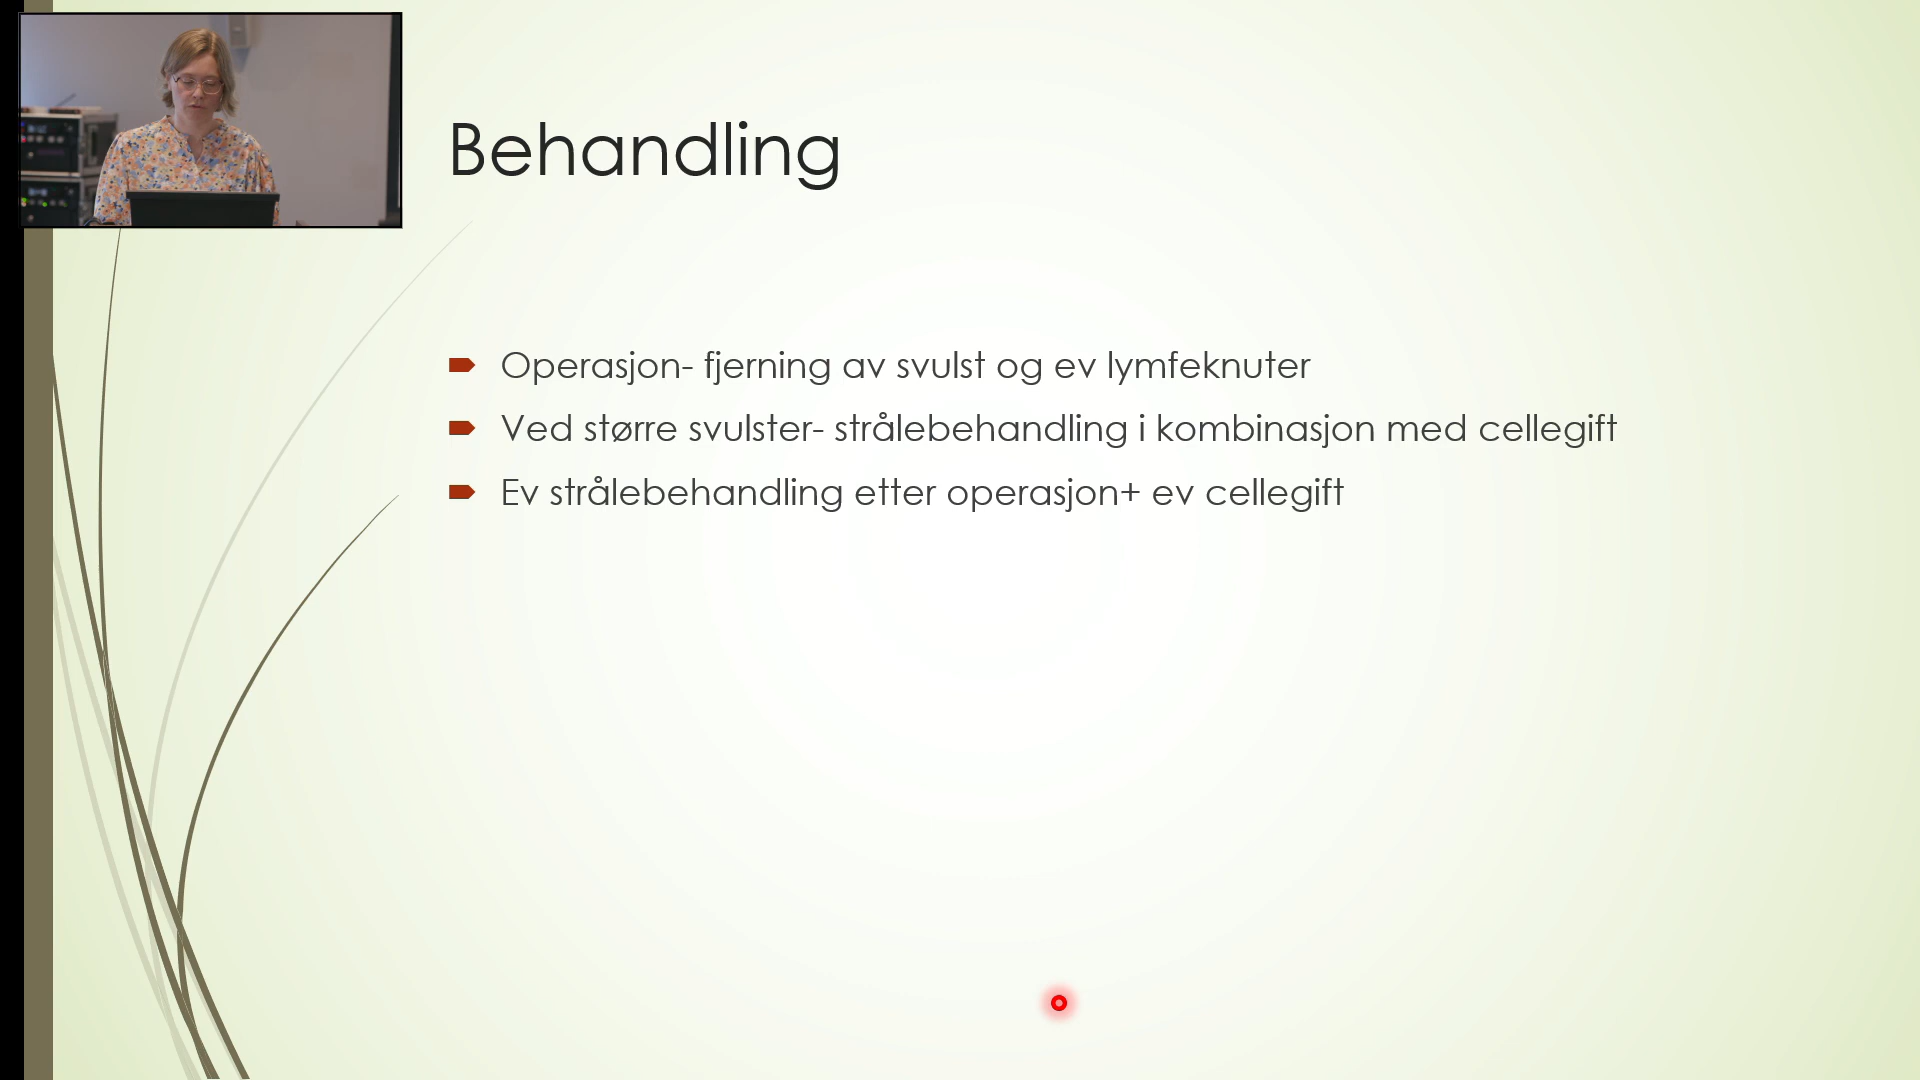 Behandling
Operasjon- fjerning av svulst og ev lymfeknuter
Ved større svulster- strålebehandling i kombinasjon med cellegift
Ev strålebehandling etter operasjon+ ev cellegift